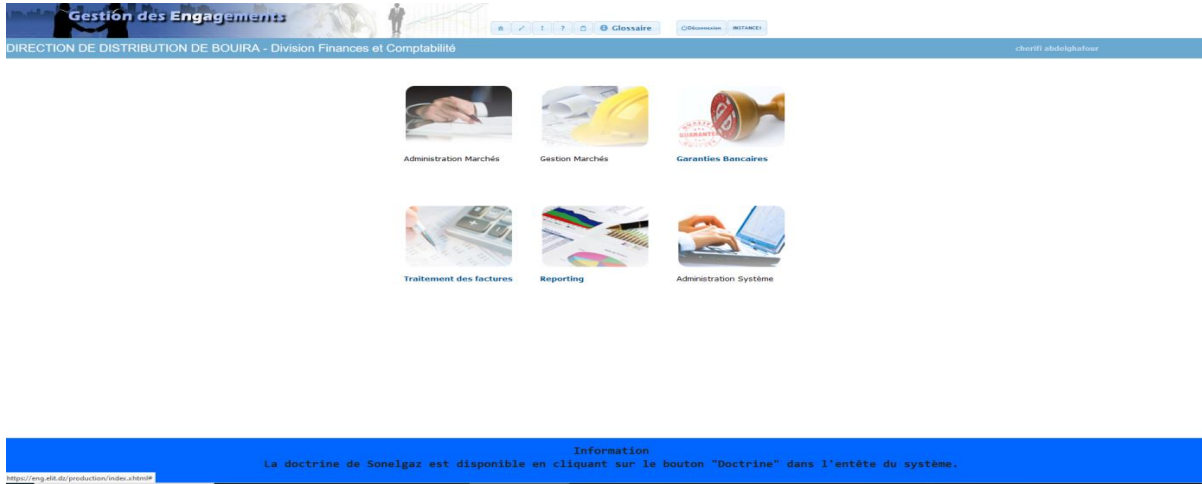 Gestion des Engagements
? ? Glossaire
Déconnexion INSTANCE1
DIRECTION DE DISTRIBUTION DE BOUIRA - Division Finances et Comptabilité
cherifi abdelghafour
Administration Marchés
Gestion Marchés
Garanties Bancaires
Traitement des factures
Reporting
Administration Système
Information
La doctrine de Sonelgaz est disponible en cliquant sur le bouton "Doctrine" dans l'entête du système.
https://eng.elit.dz/production/index.xhtml#